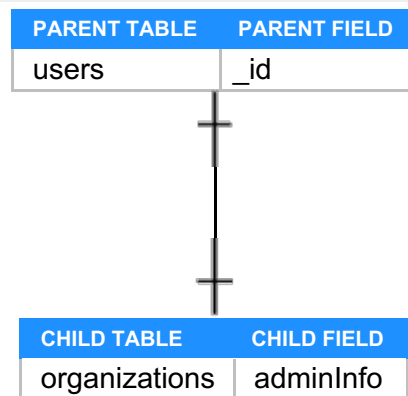 PARENT TABLE PARENT FIELD
users _id
CHILD TABLE CHILD FIELD
organizations adminInfo